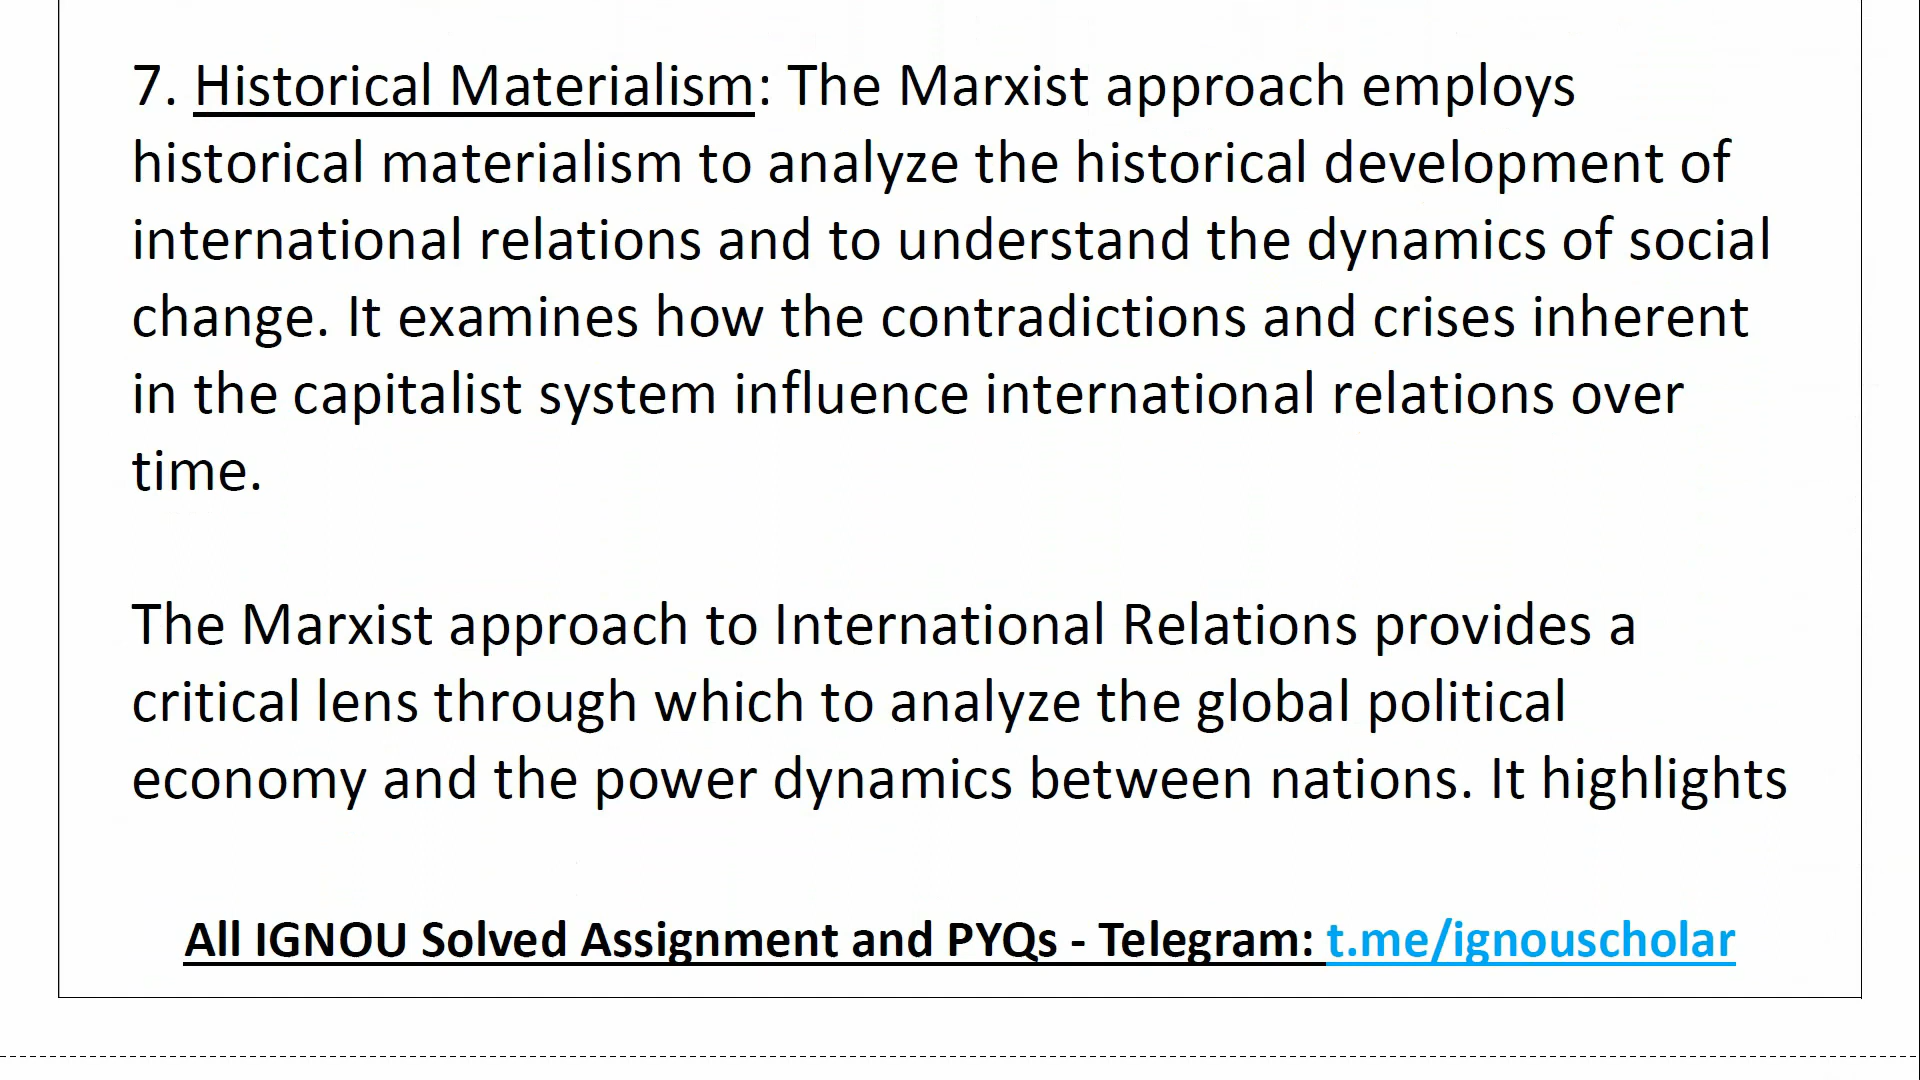 7. Historical Materialism: The Marxist approach employs
historical materialism to analyze the historical development of
international relations and to understand the dynamics of social
change. It examines how the contradictions and crises inherent
in the capitalist system influence international relations over
time.
The Marxist approach to International Relations provides a
critical lens through which to analyze the global political
economy and the power dynamics between nations. It highlights
All IGNOU Solved Assignment and PYQs - Telegram: t.me/ignouscholar